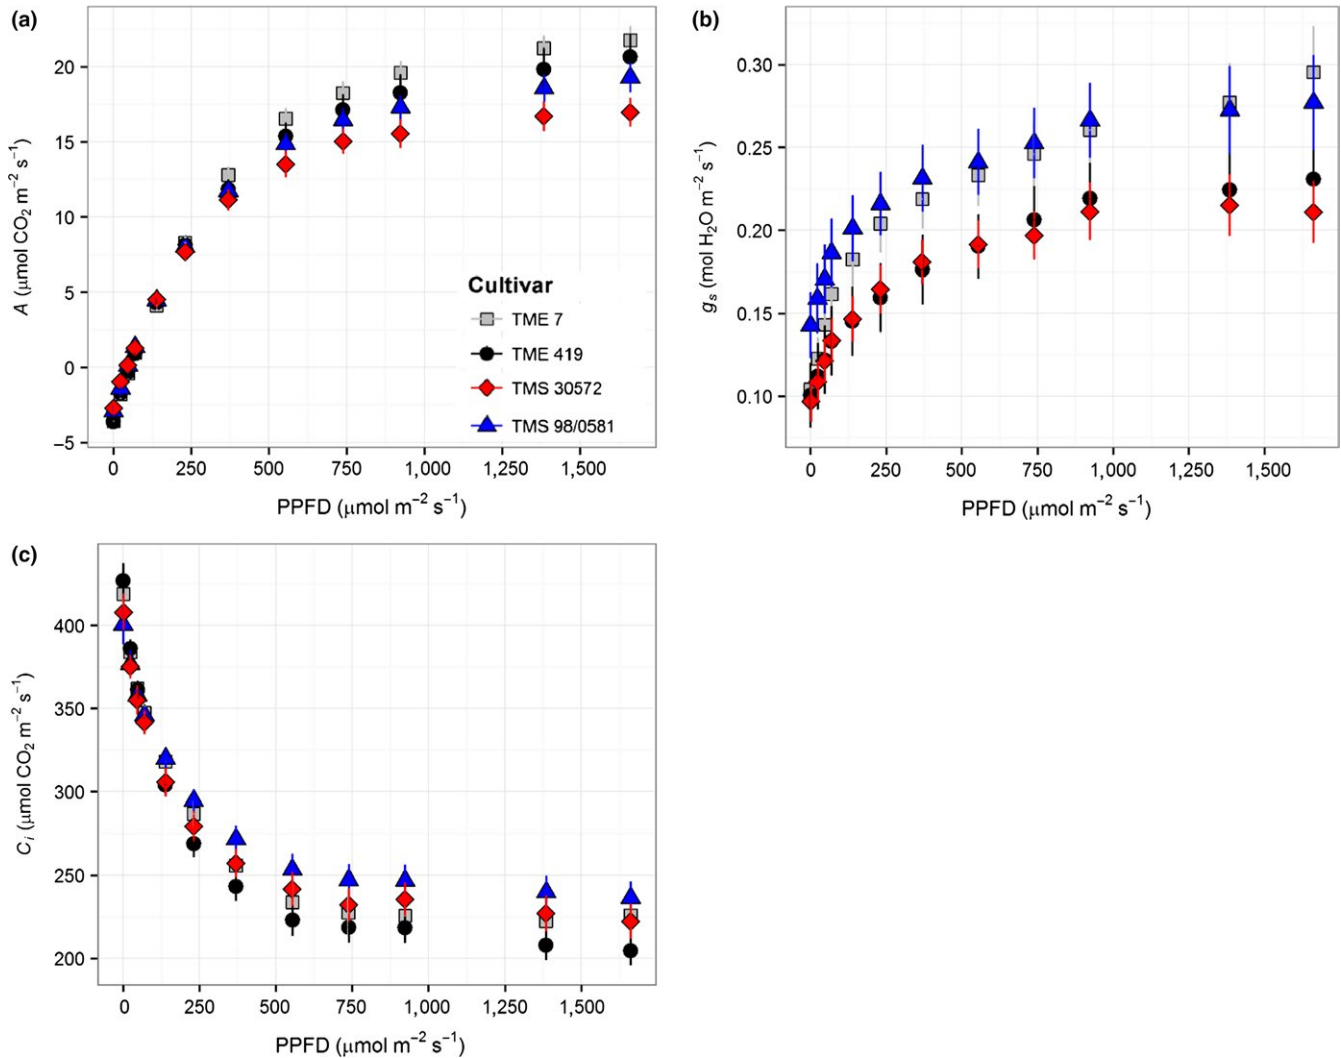 (a)
20
15
10
5
0
−5
A (μmol CO₂ m⁻² s⁻¹)
0 250 500 750 1,000 1,250 1,500
PPFD (μmol m⁻² s⁻¹)
Cultivar
TME 7
TME 419
TMS 30572
TMS 98/0581
(b)
0.30
0.25
0.20
0.15
0.10
gₛ (mol H₂O m⁻² s⁻¹)
0 250 500 750 1,000 1,250 1,500
PPFD (μmol m⁻² s⁻¹)
(c)
400
350
300
250
200
Cᵢ (μmol CO₂ m⁻² s⁻¹)
0 250 500 750 1,000 1,250 1,500
PPFD (μmol m⁻² s⁻¹)